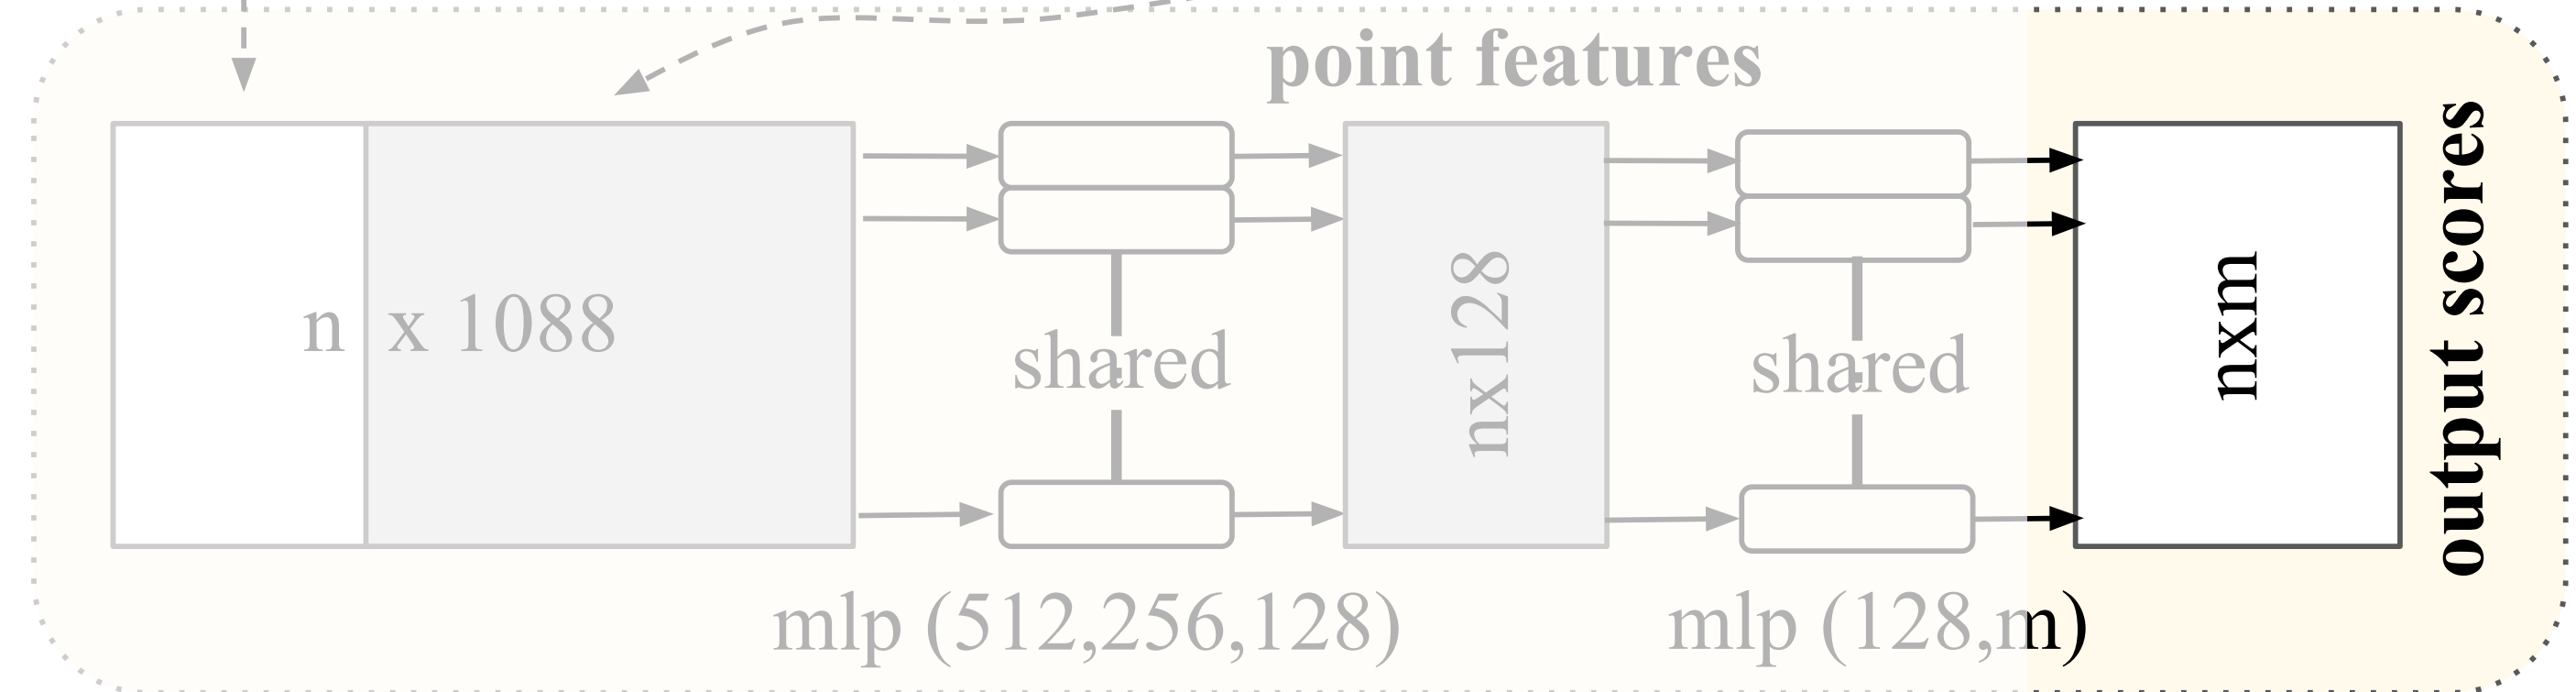 point features
n x 1088
shared
nx128
shared
nxm
output scores
mlp (512,256,128)
mlp (128,m)